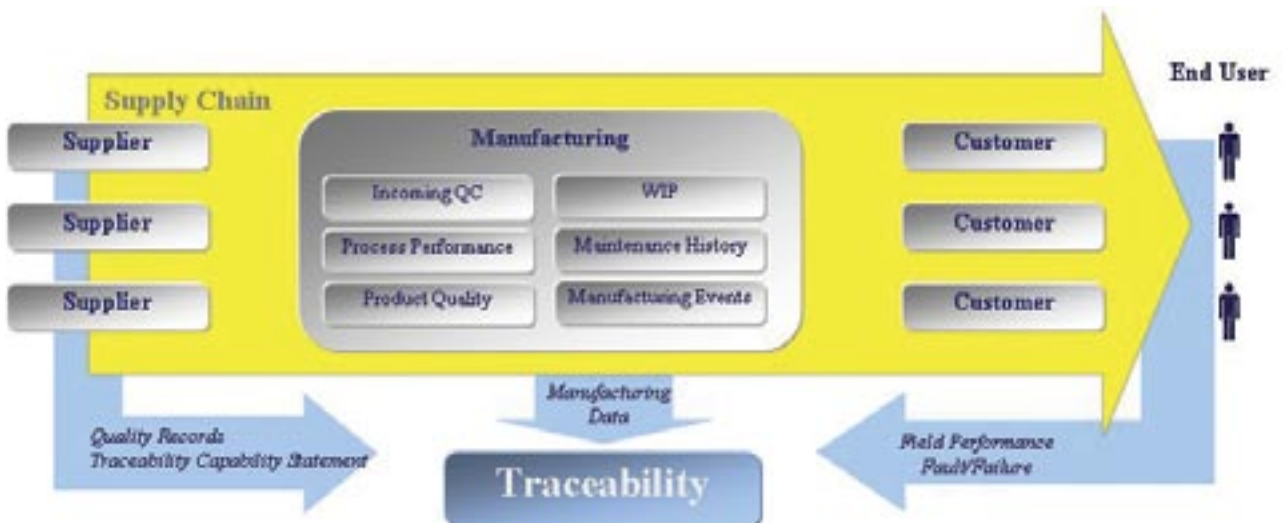 End User
Supply Chain
Supplier
Manufacturing
Customer
Incoming QC
WIP
Supplier
Process Performance
Maintenance History
Customer
Supplier
Product Quality
Manufacturing Events
Customer
Manufacturing
Data
Quality Records
Traceability Capability Statement
Field Performance
Fault/Failure
Traceability